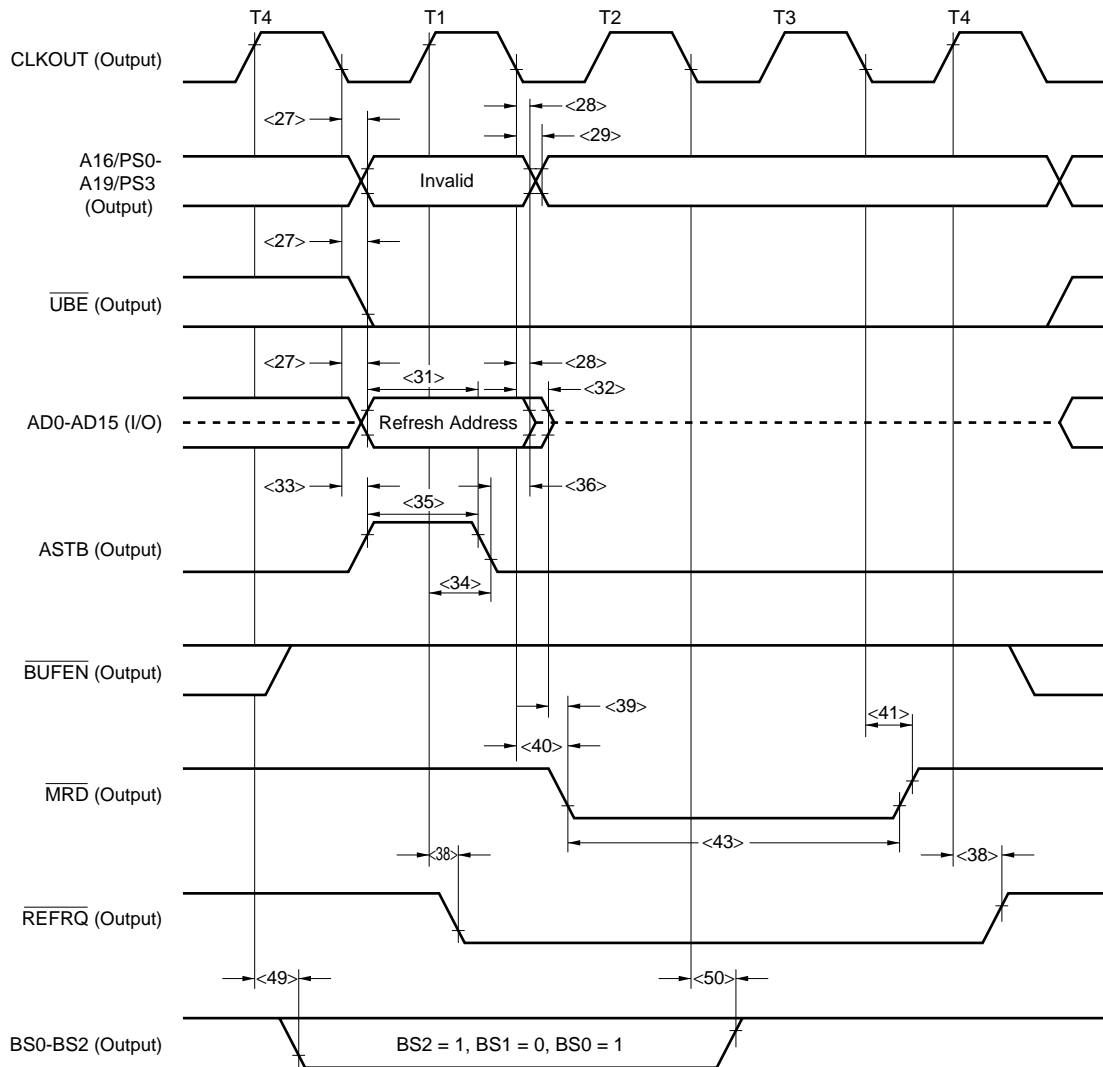 T4 T1 T2 T3 T4
CLKOUT (Output)
<27> <28>
<29>
A16/PS0-
A19/PS3
(Output)
Invalid
<27>
UBE (Output)
<27> <31> <28>
<32>
AD0-AD15 (I/O) Refresh Address
<33> <35> <36>
ASTB (Output)
<34>
BUFEN (Output)
<39> <41>
<40>
MRD (Output)
<43>
<38> <38>
REFRQ (Output)
<49> <50>
BS0-BS2 (Output) BS2 = 1, BS1 = 0, BS0 = 1